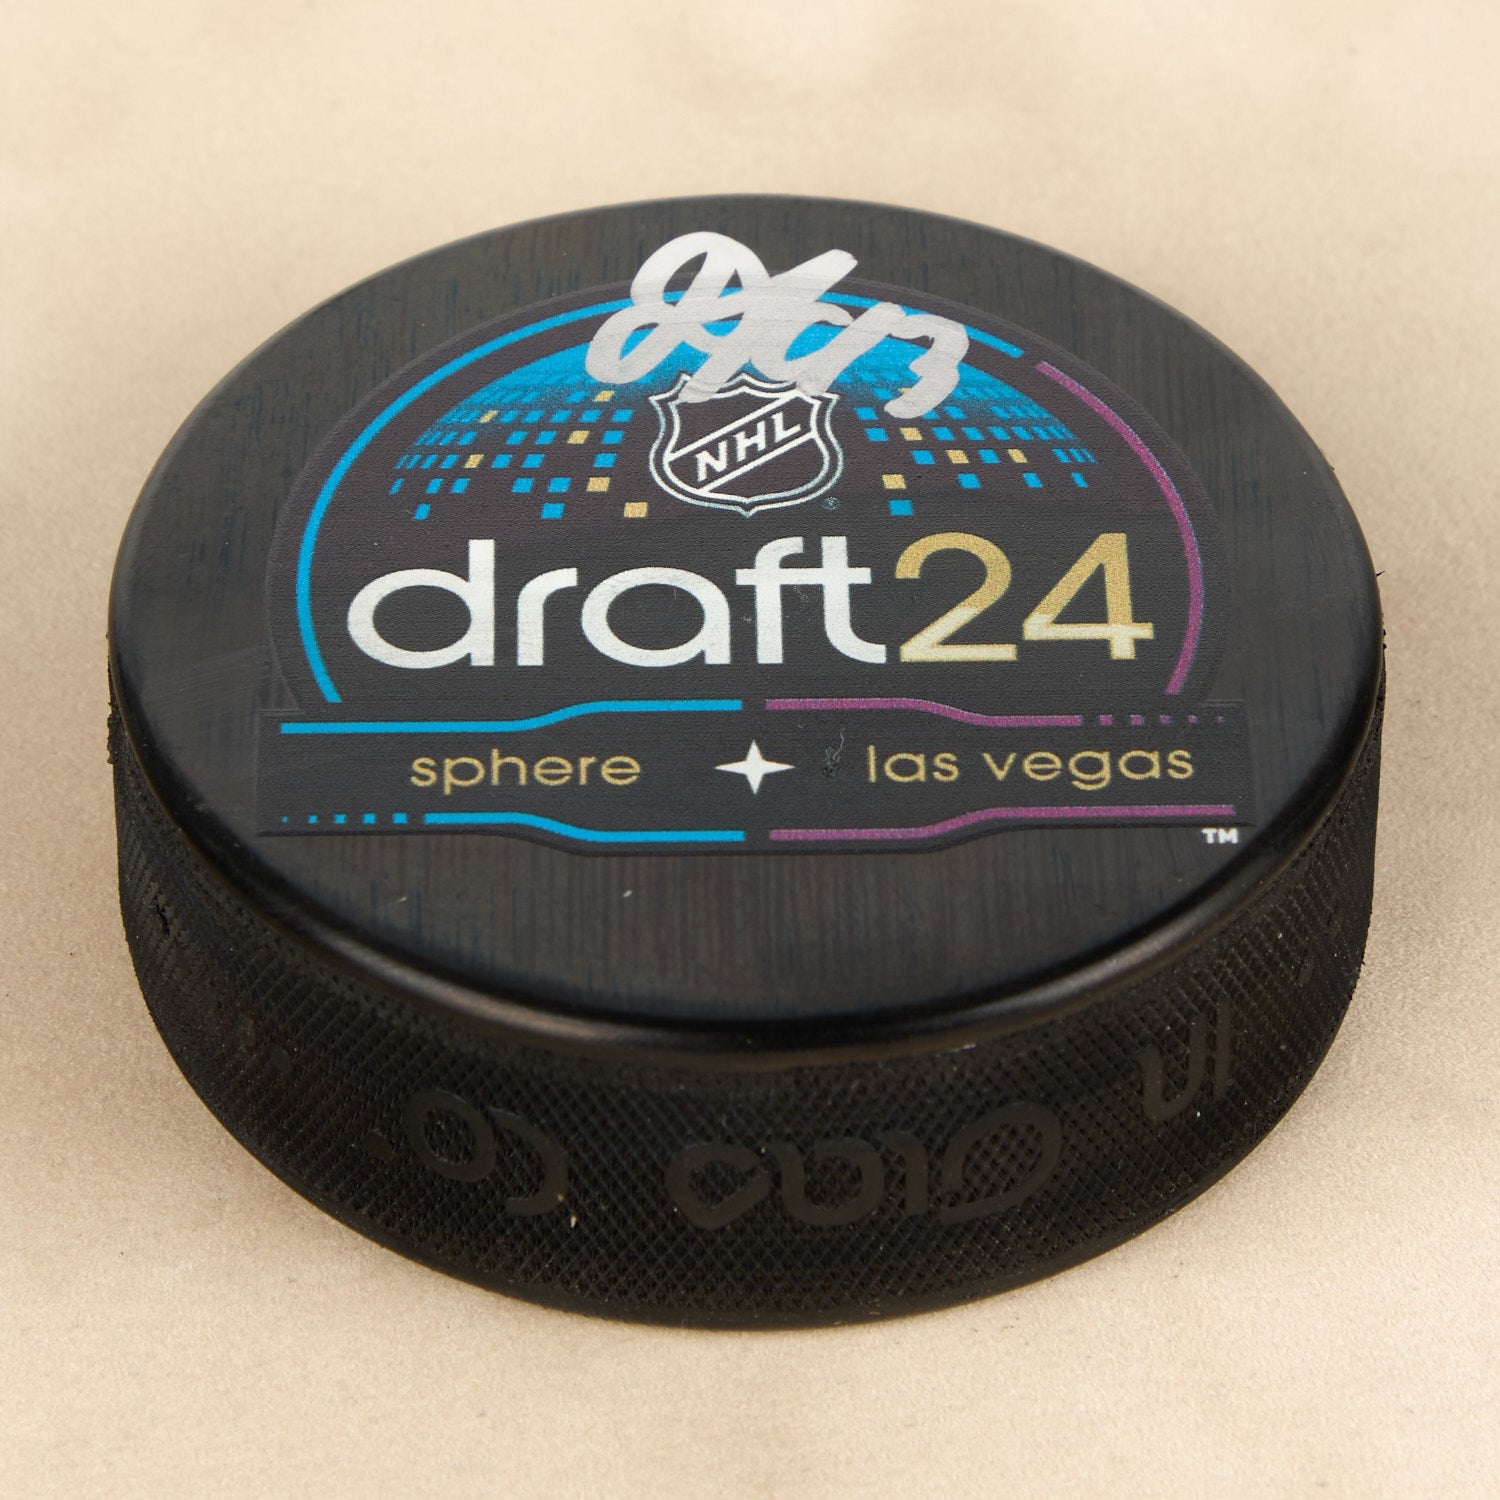 NHL
®
draft24
sphere las vegas
TM